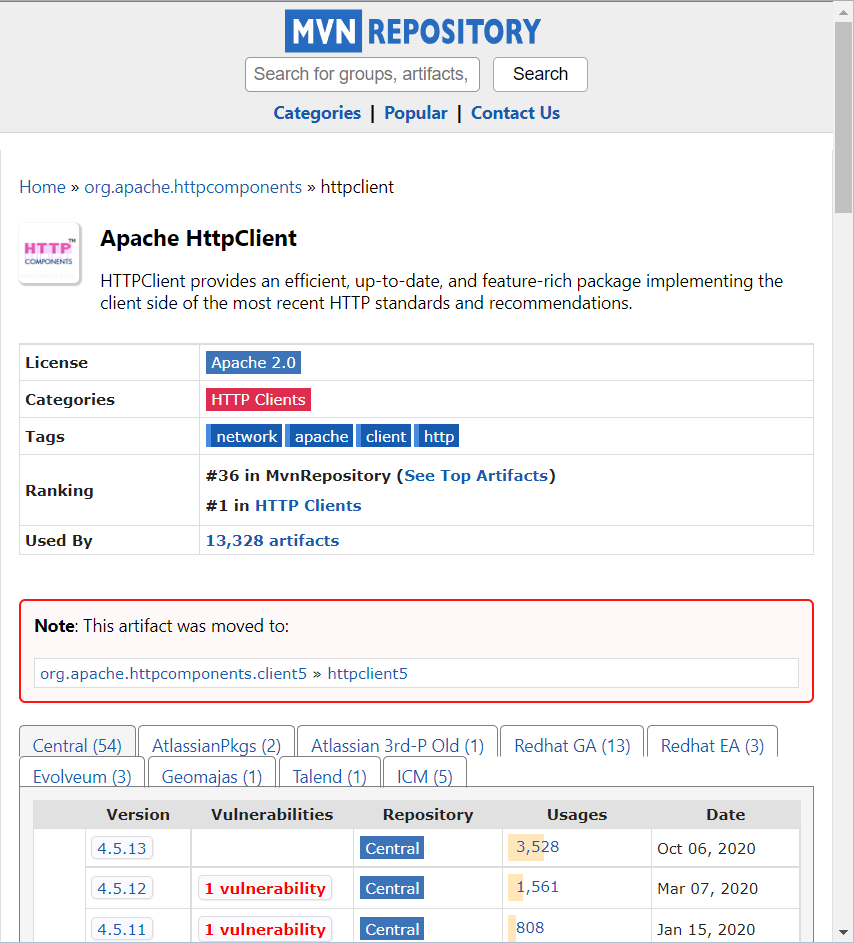 MVN REPOSITORY
Search for groups, artifacts,
Search
Categories | Popular | Contact Us
Home » org.apache.httpcomponents » httpclient
HTTP™
COMPONENTS
Apache HttpClient
HTTPClient provides an efficient, up-to-date, and feature-rich package implementing the
client side of the most recent HTTP standards and recommendations.
License Apache 2.0
Categories HTTP Clients
Tags network apache client http
Ranking
#36 in MvnRepository (See Top Artifacts)
#1 in HTTP Clients
Used By 13,328 artifacts
Note: This artifact was moved to:
org.apache.httpcomponents.client5 » httpclient5
Central (54) AtlassianPkgs (2) Atlassian 3rd-P Old (1) Redhat GA (13) Redhat EA (3)
Evolveum (3) Geomajas (1) Talend (1) ICM (5)
Version Vulnerabilities Repository Usages Date
4.5.13 Central 3,528 Oct 06, 2020
4.5.12 1 vulnerability Central 1,561 Mar 07, 2020
4.5.11 1 vulnerability Central 808 Jan 15, 2020